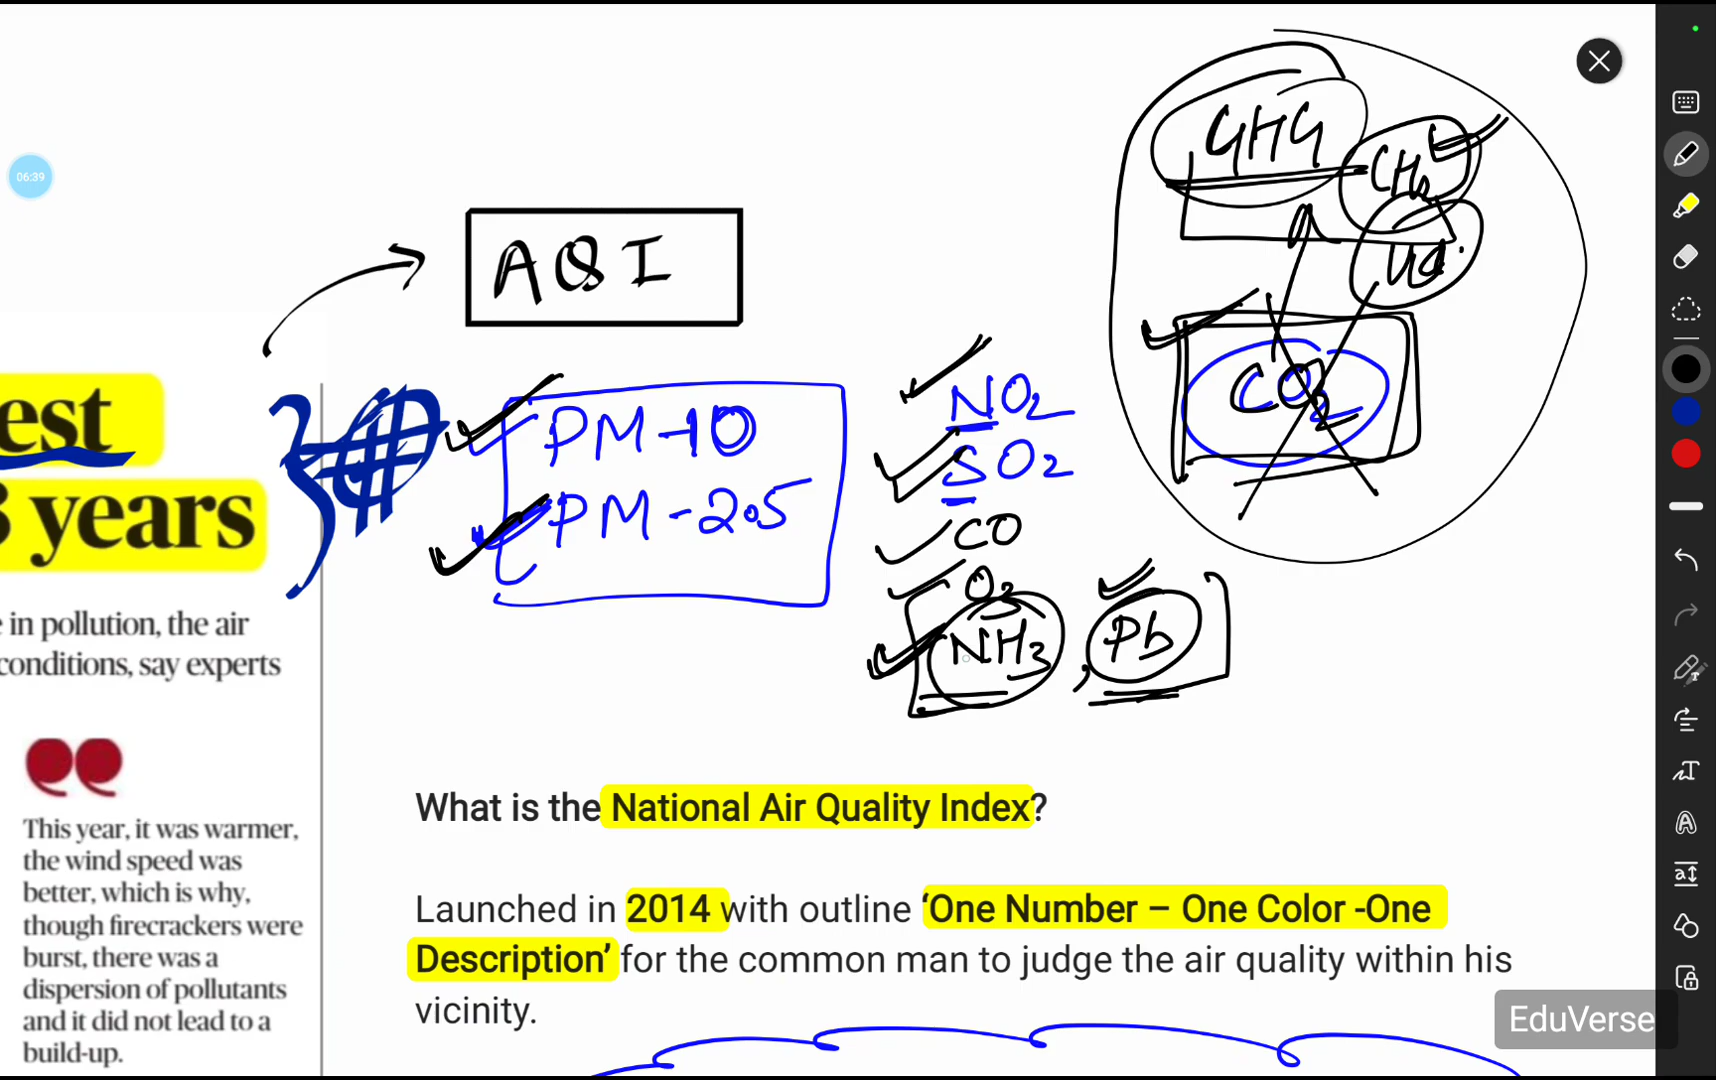 06:39
AQI
GHG
CH4
CO2
est
3 years
e in pollution, the air
conditions, say experts
PM-10
PM-2.5
NO2
SO2
CO
O3
NH3, Pb
This year, it was warmer,
the wind speed was
better, which is why,
though firecrackers were
burst, there was a
dispersion of pollutants
and it did not lead to a
build-up.
What is the National Air Quality Index?
Launched in 2014 with outline ‘One Number – One Color -One
Description’ for the common man to judge the air quality within his
vicinity.
EduVerse